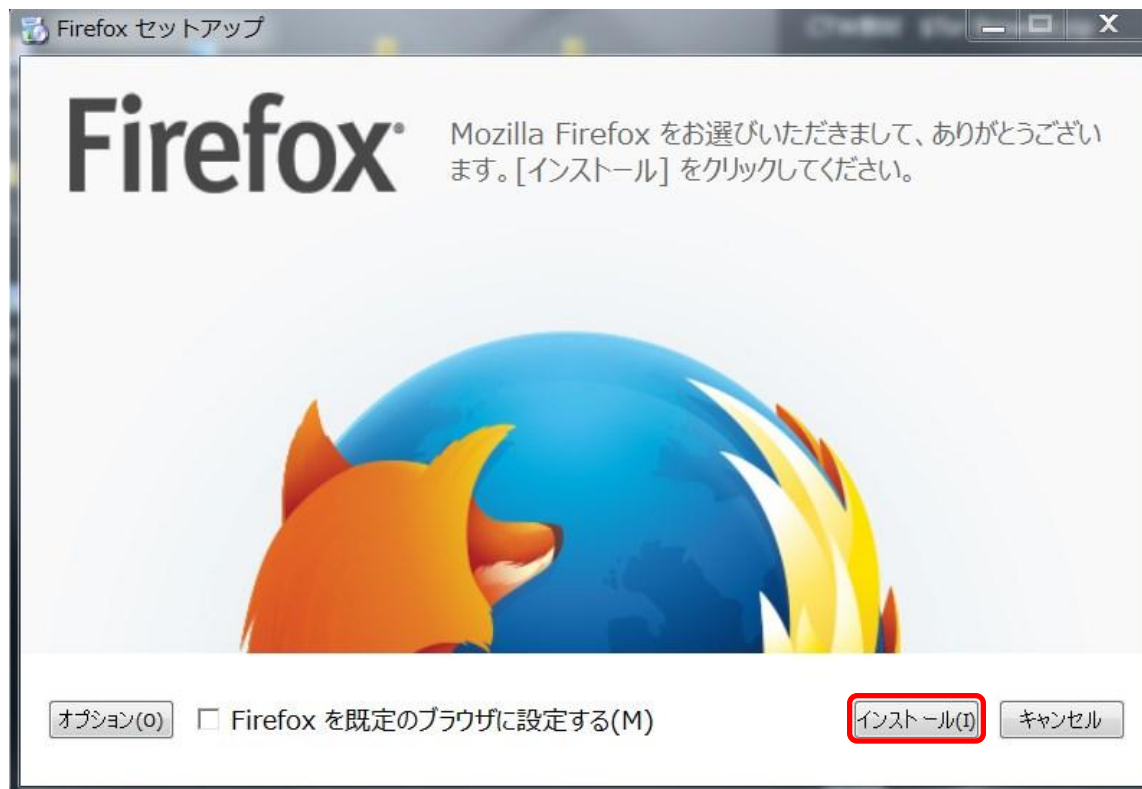 Firefox セットアップ
Firefox
Mozilla Firefox をお選びいただきまして、ありがとうござい
ます。[インストール] をクリックしてください。
オプション(O)
Firefox を既定のブラウザに設定する(M)
インストール(I)
キャンセル